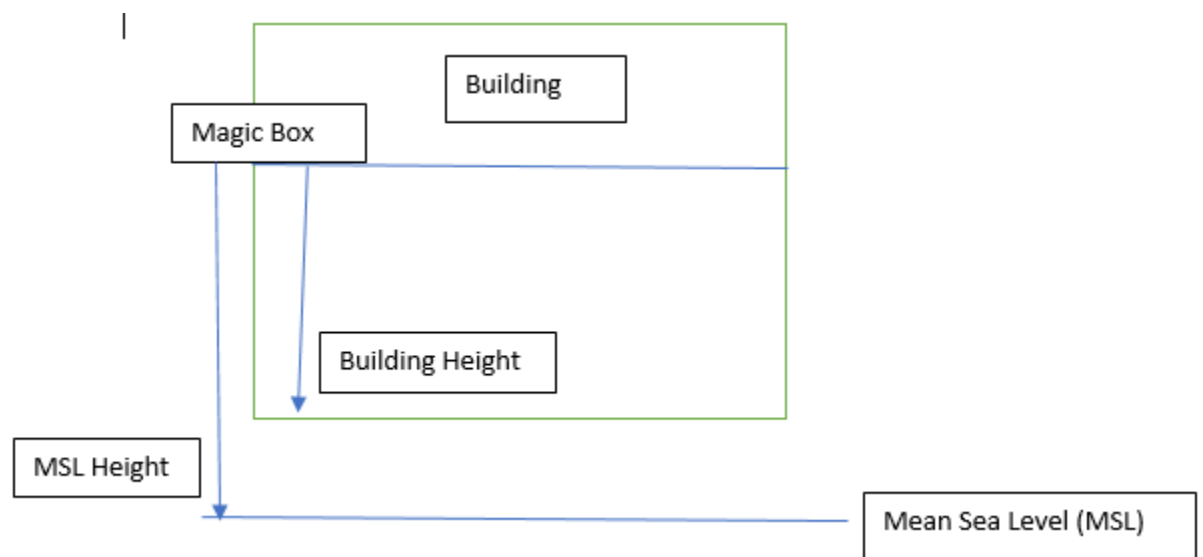 Building
Magic Box
Building Height
MSL Height
Mean Sea Level (MSL)